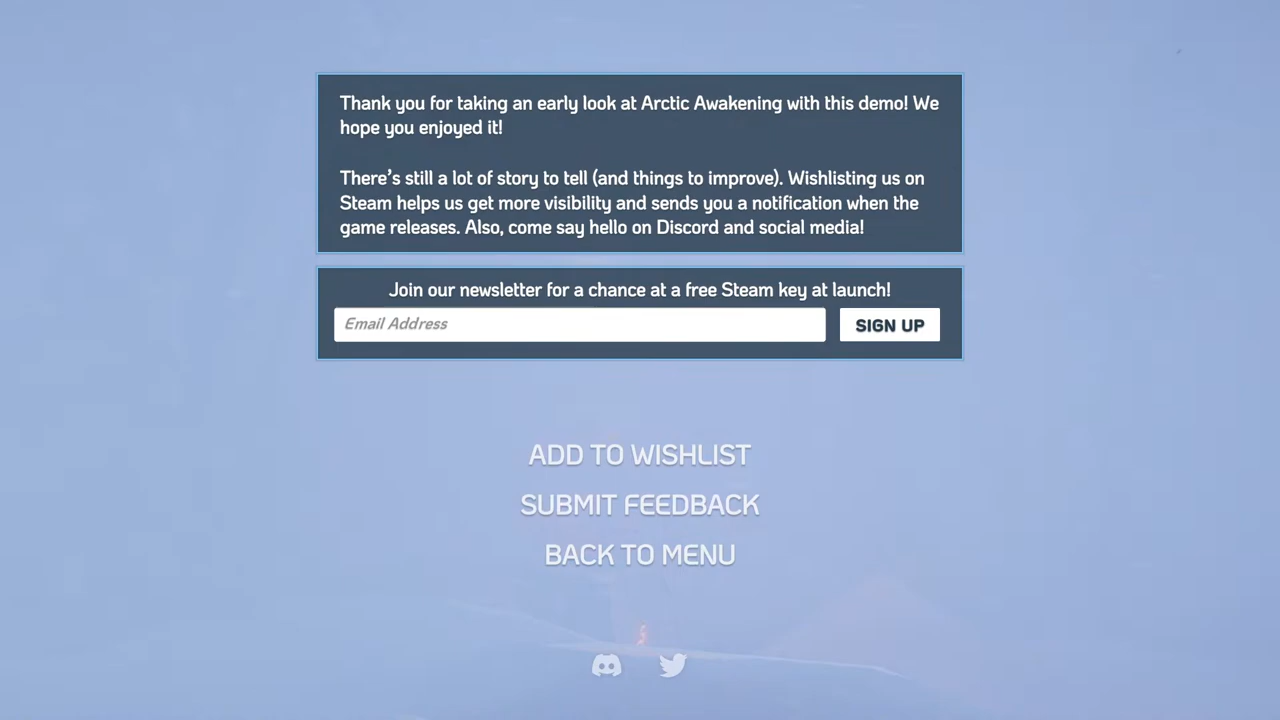 Thank you for taking an early look at Arctic Awakening with this demo! We
hope you enjoyed it!
There's still a lot of story to tell (and things to improve). Wishlisting us on
Steam helps us get more visibility and sends you a notification when the
game releases. Also, come say hello on Discord and social media!
Join our newsletter for a chance at a free Steam key at launch!
Email Address
SIGN UP
ADD TO WISHLIST
SUBMIT FEEDBACK
BACK TO MENU